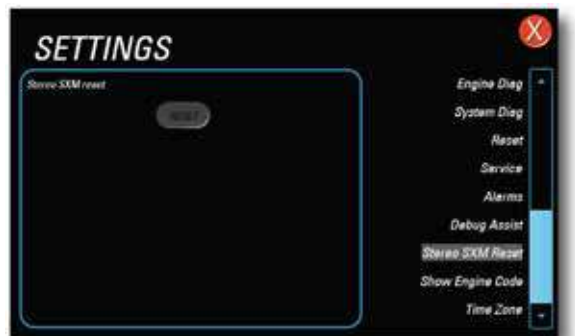 SETTINGS
X
Stereo SXM reset
RESET
Engine Diag
System Diag
Reset
Service
Alarms
Debug Assist
Stereo SXM Reset
Show Engine Code
Time Zone